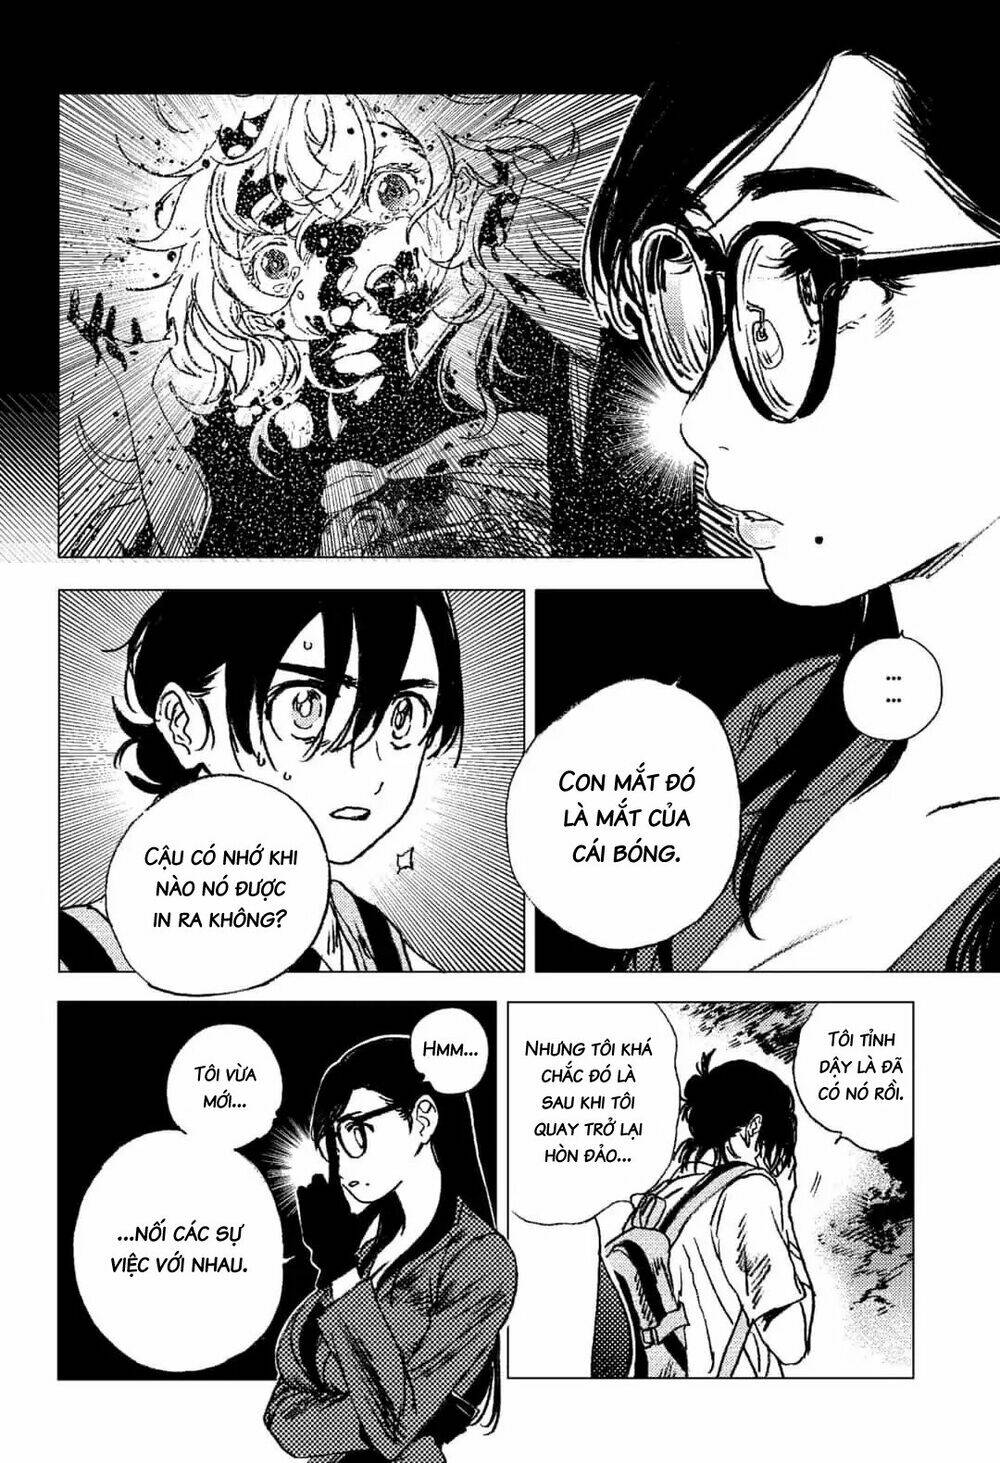 ...
...
CON MẮT ĐÓ
LÀ MẮT CỦA
CÁI BÓNG.
CẬU CÓ NHỚ KHI
NÀO NÓ ĐƯỢC
IN RA KHÔNG?
TÔI TỈNH
DẬY LÀ ĐÃ
CÓ NÓ RỒI.
NHƯNG TÔI KHÁ
CHẮC ĐÓ LÀ
SAU KHI TÔI
QUAY TRỞ LẠI
HÒN ĐẢO...
HMM...
TÔI VỪA
MỚI...
...NỐI CÁC SỰ
VIỆC VỚI NHAU.